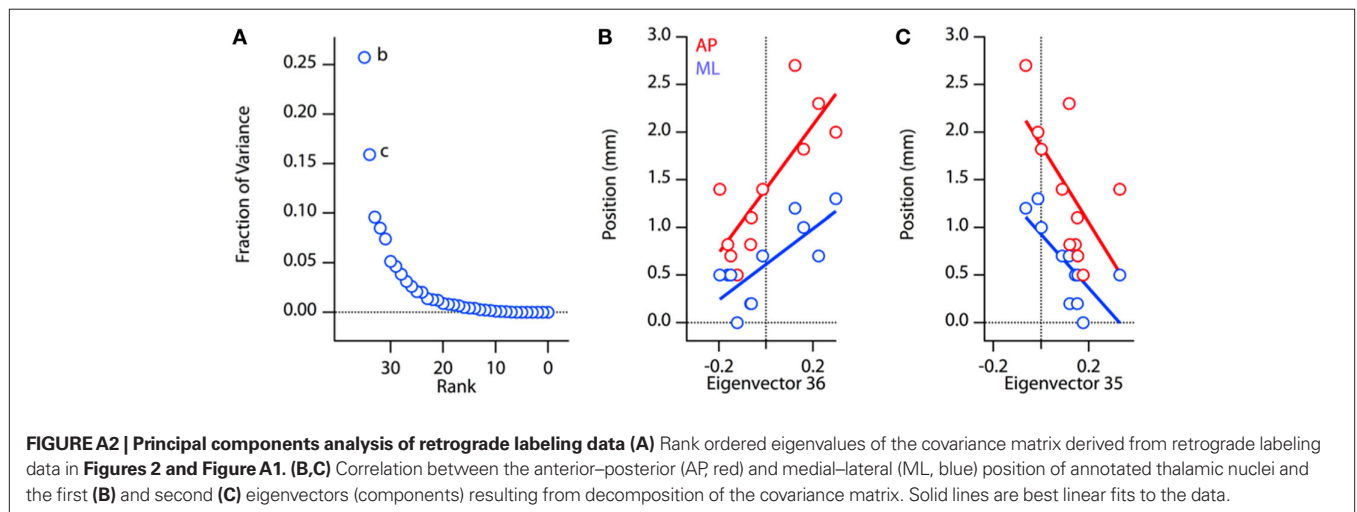 A
b
c
0.25
0.20
0.15
0.10
0.05
0.00
Fraction of Variance
30
20
10
0
Rank
B
AP
ML
3.0
2.5
2.0
1.5
1.0
0.5
0.0
Position (mm)
-0.2
0.2
Eigenvector 36
C
3.0
2.5
2.0
1.5
1.0
0.5
0.0
Position (mm)
-0.2
0.2
Eigenvector 35
FIGURE A2 | Principal components analysis of retrograde labeling data (A) Rank ordered eigenvalues of the covariance matrix derived from retrograde labeling
data in Figures 2 and Figure A1. (B,C) Correlation between the anterior–posterior (AP, red) and medial–lateral (ML, blue) position of annotated thalamic nuclei and
the first (B) and second (C) eigenvectors (components) resulting from decomposition of the covariance matrix. Solid lines are best linear fits to the data.